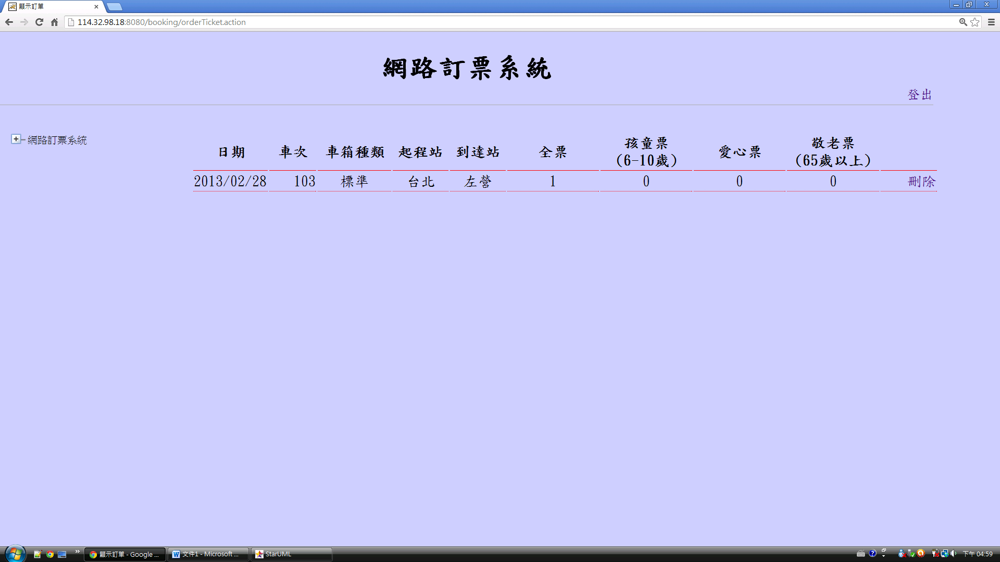 顯示訂單
114.32.98.18:8080/booking/orderTicket.action
網路訂票系統
登出
網路訂票系統
日期 車次 車箱種類 起程站 到達站 全票 孩童票 (6-10歲) 愛心票 敬老票 (65歲以上)
2013/02/28 103 標準 台北 左營 1 0 0 0 刪除
顯示訂單 - Google ... 文件1 - Microsoft ... StarUML 下午 04:59